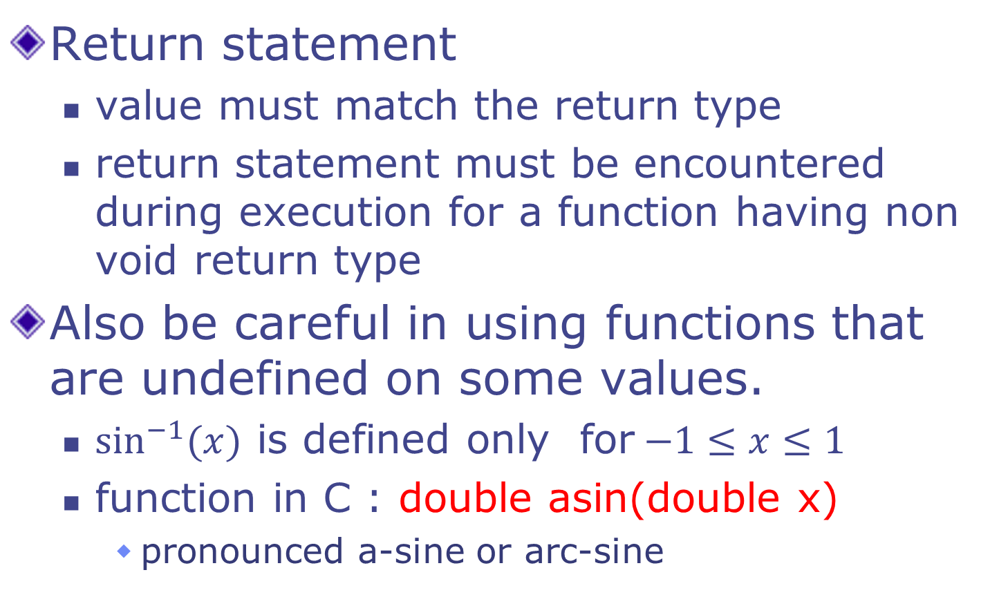 Return statement
value must match the return type
return statement must be encountered
during execution for a function having non
void return type
Also be careful in using functions that
are undefined on some values.
sin⁻¹(x) is defined only for −1 ≤ x ≤ 1
function in C : double asin(double x)
pronounced a-sine or arc-sine